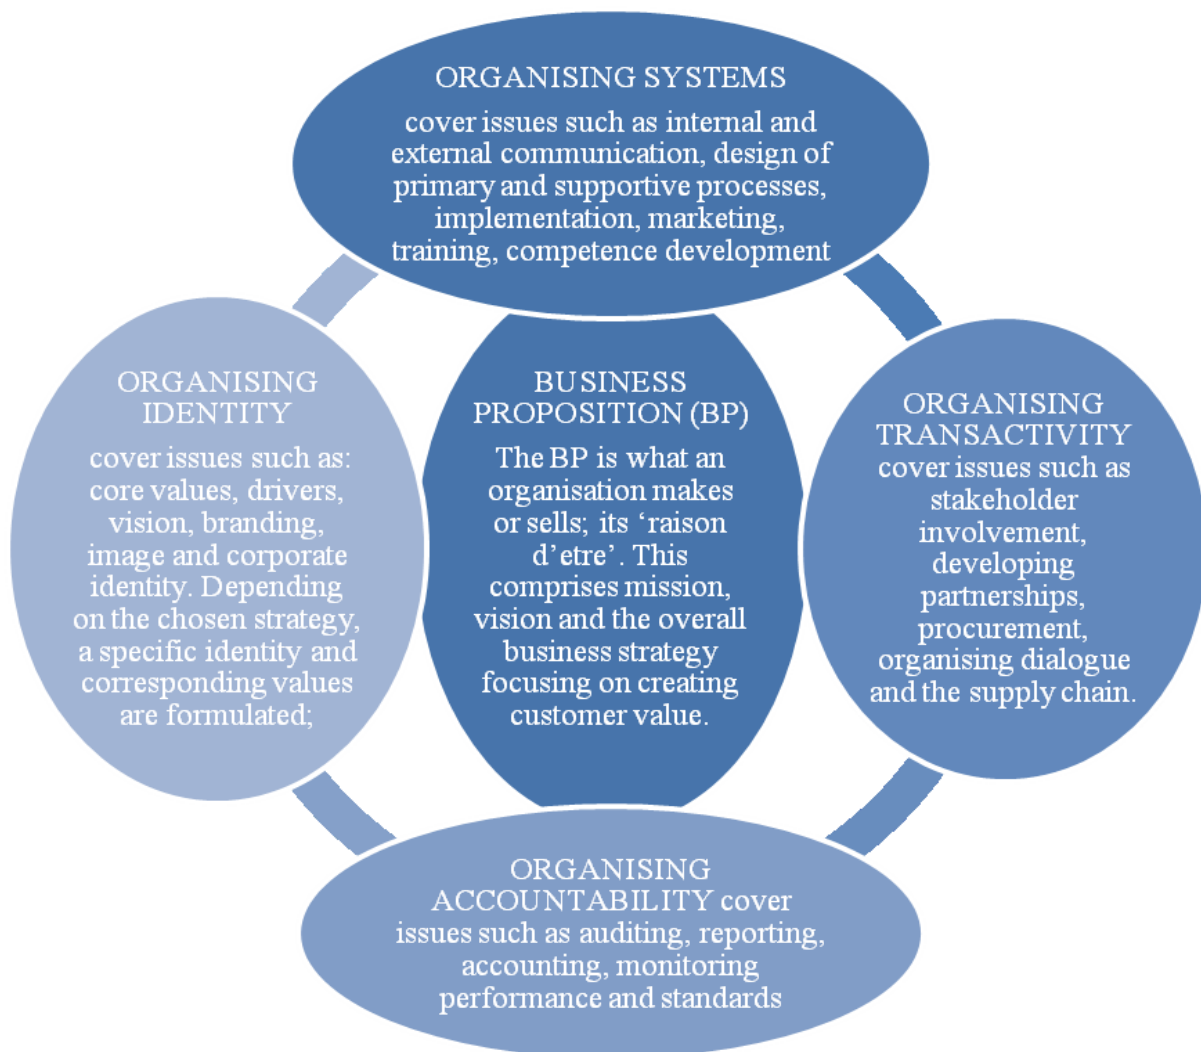 ORGANISING SYSTEMS
cover issues such as internal and
external communication, design of
primary and supportive processes,
implementation, marketing,
training, competence development
ORGANISING
IDENTITY
cover issues such as:
core values, drivers,
vision, branding,
image and corporate
identity. Depending
on the chosen strategy,
a specific identity and
corresponding values
are formulated;
BUSINESS
PROPOSITION (BP)
The BP is what an
organisation makes
or sells; its ‘raison
d’etre’. This
comprises mission,
vision and the overall
business strategy
focusing on creating
customer value.
ORGANISING
TRANSACTIVITY
cover issues such as
stakeholder
involvement,
developing
partnerships,
procurement,
organising dialogue
and the supply chain.
ORGANISING
ACCOUNTABILITY cover
issues such as auditing, reporting,
accounting, monitoring
performance and standards